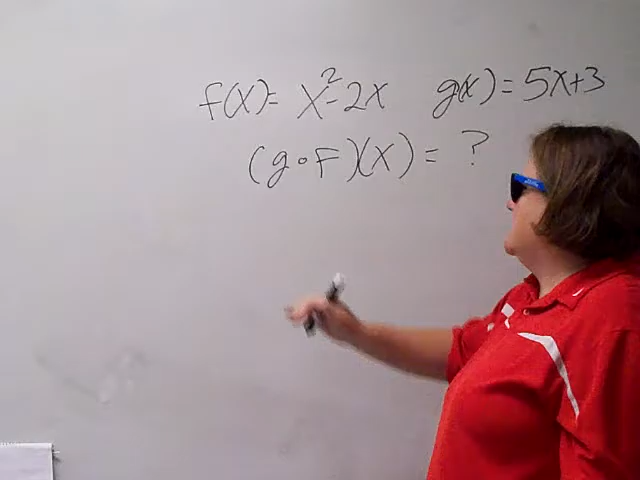 f(x)= x²-2x g(x)=5x+3
(g∘F)(x)= ?